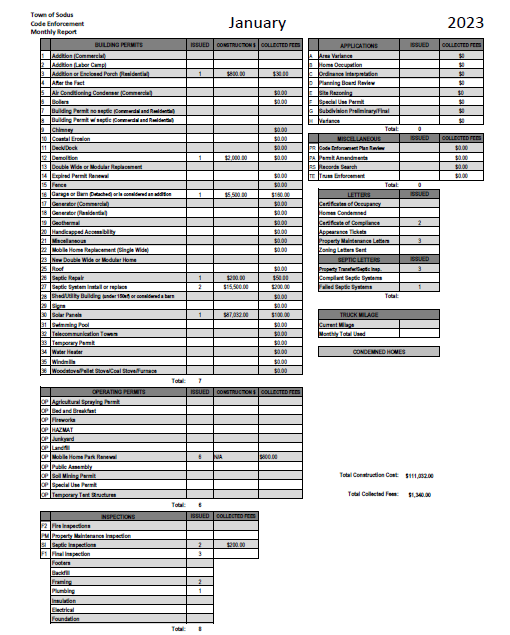 Town of Sodus
Code Enforcement
Monthly Report
January
2023
BUILDING PERMITS ISSUED CONSTRUCTION $ COLLECTED FEES
1 Addition (Commercial)
2 Addition (Labor Camp)
3 Addition or Enclosed Porch (Residential) 1 $800.00 $30.00
4 After the Fact
5 Air Conditioning Condenser (Commercial) $0.00
6 Boilers $0.00
7 Building Permit no septic (Commercial and Residential)
8 Building Permit w/ septic (Commercial and Residential)
9 Chimney $0.00
10 Coastal Erosion $0.00
11 Deck/Dock $0.00
12 Demolition 1 $2,000.00 $0.00
13 Double Wide or Modular Replacement
14 Expired Permit Renewal $0.00
15 Fence $0.00
16 Garage or Barn (Detached) or is considered an addition 1 $5,500.00 $160.00
17 Generator (Commercial) $0.00
18 Generator (Residential) $0.00
19 Geothermal $0.00
20 Handicapped Accessibility $0.00
21 Miscellaneous $0.00
22 Mobile Home Replacement (Single Wide) $0.00
23 New Double Wide or Modular Home
25 Roof $0.00
26 Septic Repair 1 $200.00 $50.00
27 Septic System Install or replace 2 $15,500.00 $200.00
28 Shed/Utility Building (under 150sf) or considered a barn $0.00
29 Signs $0.00
30 Solar Panels 1 $87,032.00 $100.00
31 Swimming Pool $0.00
32 Telecommunication Towers $0.00
33 Temporary Permit $0.00
34 Water Heater $0.00
35 Windmills $0.00
36 Woodstove/Pellet Stove/Coal Stove/Furnace $0.00
Total: 7
OPERATING PERMITS ISSUED CONSTRUCTION $ COLLECTED FEES
OP Agricultural Spraying Permit
OP Bed and Breakfast
OP Fireworks
OP HAZMAT
OP Junkyard
OP Landfill
OP Mobile Home Park Renewal 6 N/A $800.00
OP Public Assembly
OP Soil Mining Permit
OP Special Use Permit
OP Temporary Tent Structures
Total: 6
INSPECTIONS ISSUED COLLECTED FEES
F2 Fire Inspections
PM Property Maintenance Inspection
SI Septic Inspections 2 $200.00
F1 Final Inspection 3
Footers
Backfill
Framing 2
Plumbing 1
Insulation
Electrical
Foundation
Total: 8
APPLICATIONS ISSUED COLLECTED FEES
A Area Variance $0
B Home Occupation $0
C Ordinance Interpretation $0
D Planning Board Review $0
E Site Rezoning $0
F Special Use Permit $0
G Subdivision Preliminary/Final $0
H Variance $0
Total: 0
MISCELLANEOUS ISSUED COLLECTED FEES
PR Code Enforcement Plan Review $0.00
PA Permit Amendments $0.00
RS Records Search $0.00
TE Truss Enforcement $0.00
Total: 0
LETTERS ISSUED
Certificates of Occupancy
Homes Condemned
Certificate of Compliance 2
Appearance Tickets
Property Maintenance Letters 3
Zoning Letters Sent
SEPTIC LETTERS ISSUED
Property Transfer/Septic Insp. 3
Compliant Septic Systems
Failed Septic Systems 1
Total:
TRUCK MILAGE
Current Milage
Monthly Total Used
CONDEMNED HOMES
Total Construction Cost: $111,032.00
Total Collected Fees: $1,340.00